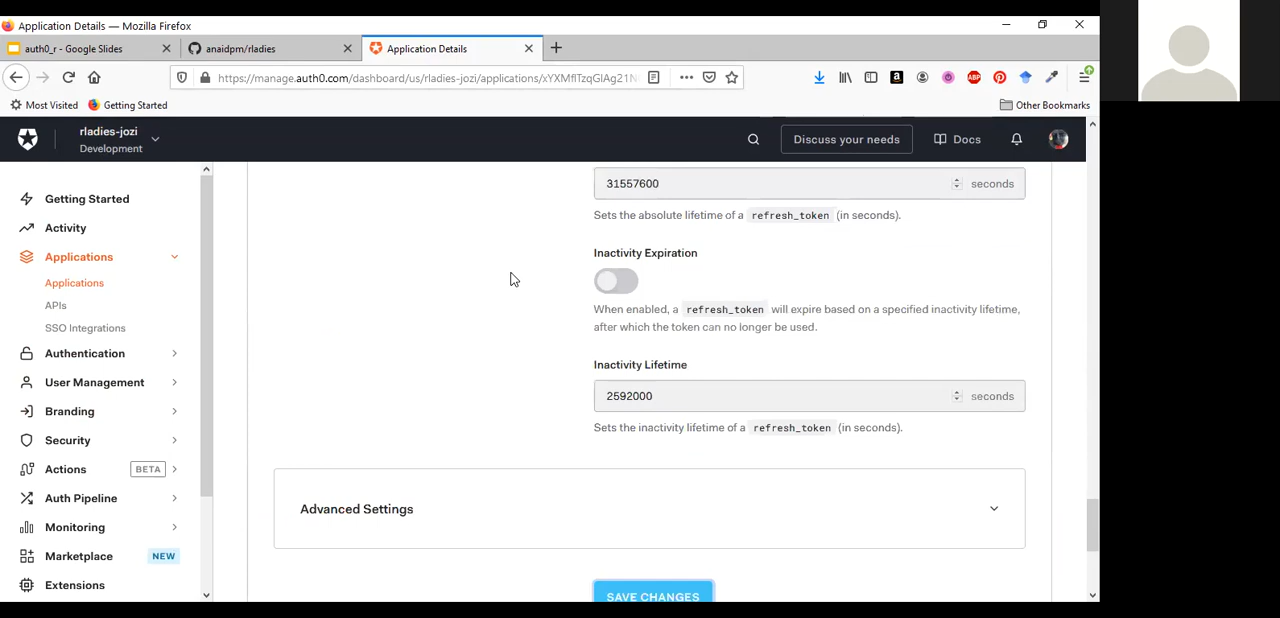 Application Details — Mozilla Firefox
auth0_r - Google Slides
anaidpm/rladies
Application Details
https://manage.auth0.com/dashboard/us/rladies-jozi/applications/
Most Visited
Getting Started
Other Bookmarks
rladies-jozi
Development
Discuss your needs
Docs
Getting Started
Activity
Applications
Applications
APIs
SSO Integrations
Authentication
User Management
Branding
Security
Actions BETA
Auth Pipeline
Monitoring
Marketplace NEW
Extensions
31557600 seconds
Sets the absolute lifetime of a refresh_token (in seconds).
Inactivity Expiration
When enabled, a refresh_token will expire based on a specified inactivity lifetime,
after which the token can no longer be used.
Inactivity Lifetime
2592000 seconds
Sets the inactivity lifetime of a refresh_token (in seconds).
Advanced Settings
SAVE CHANGES